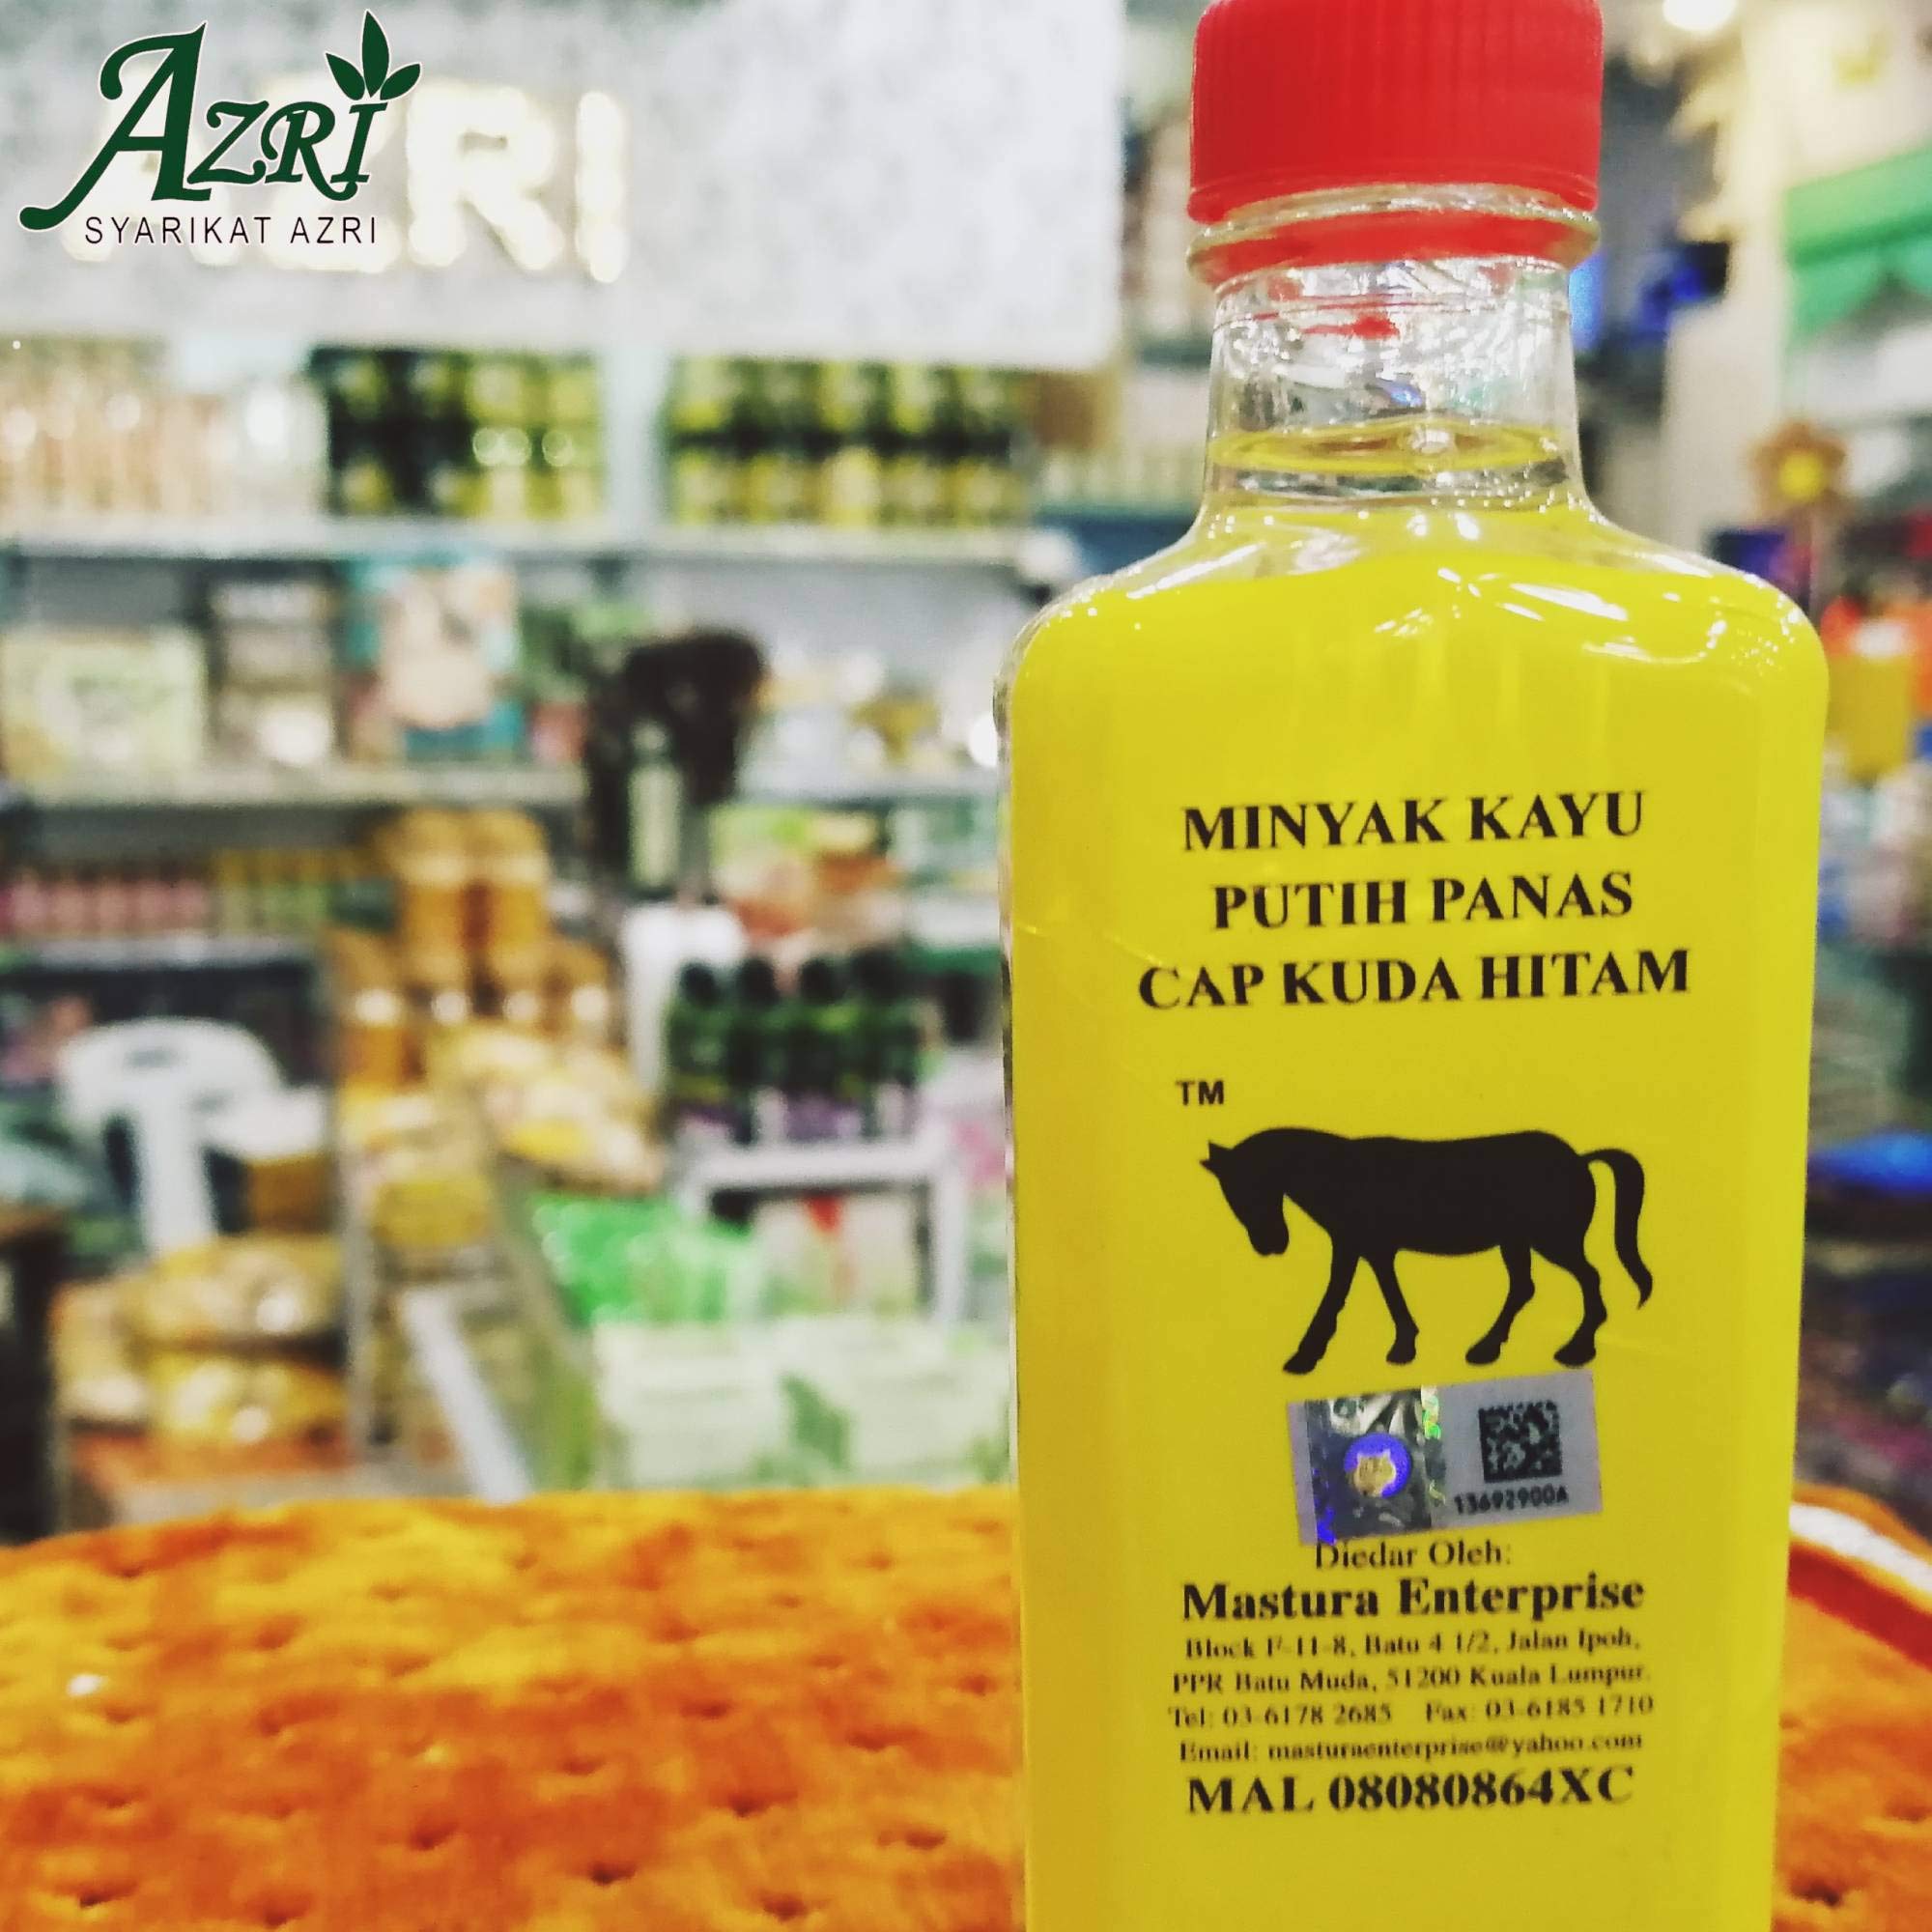 AZRI
SYARIKAT AZRI
AZRI
MINYAK KAYU
PUTIH PANAS
CAP KUDA HITAM
TM
13692900A
Diedar Oleh:
Mastura Enterprise
Block F-11-8, Batu 4 1/2, Jalan Ipoh,
PPR Batu Muda, 51200 Kuala Lumpur.
Tel: 03-6178 2685 Fax: 03-6185 1710
Email: masturaenterprise@yahoo.com
MAL 08080864XC